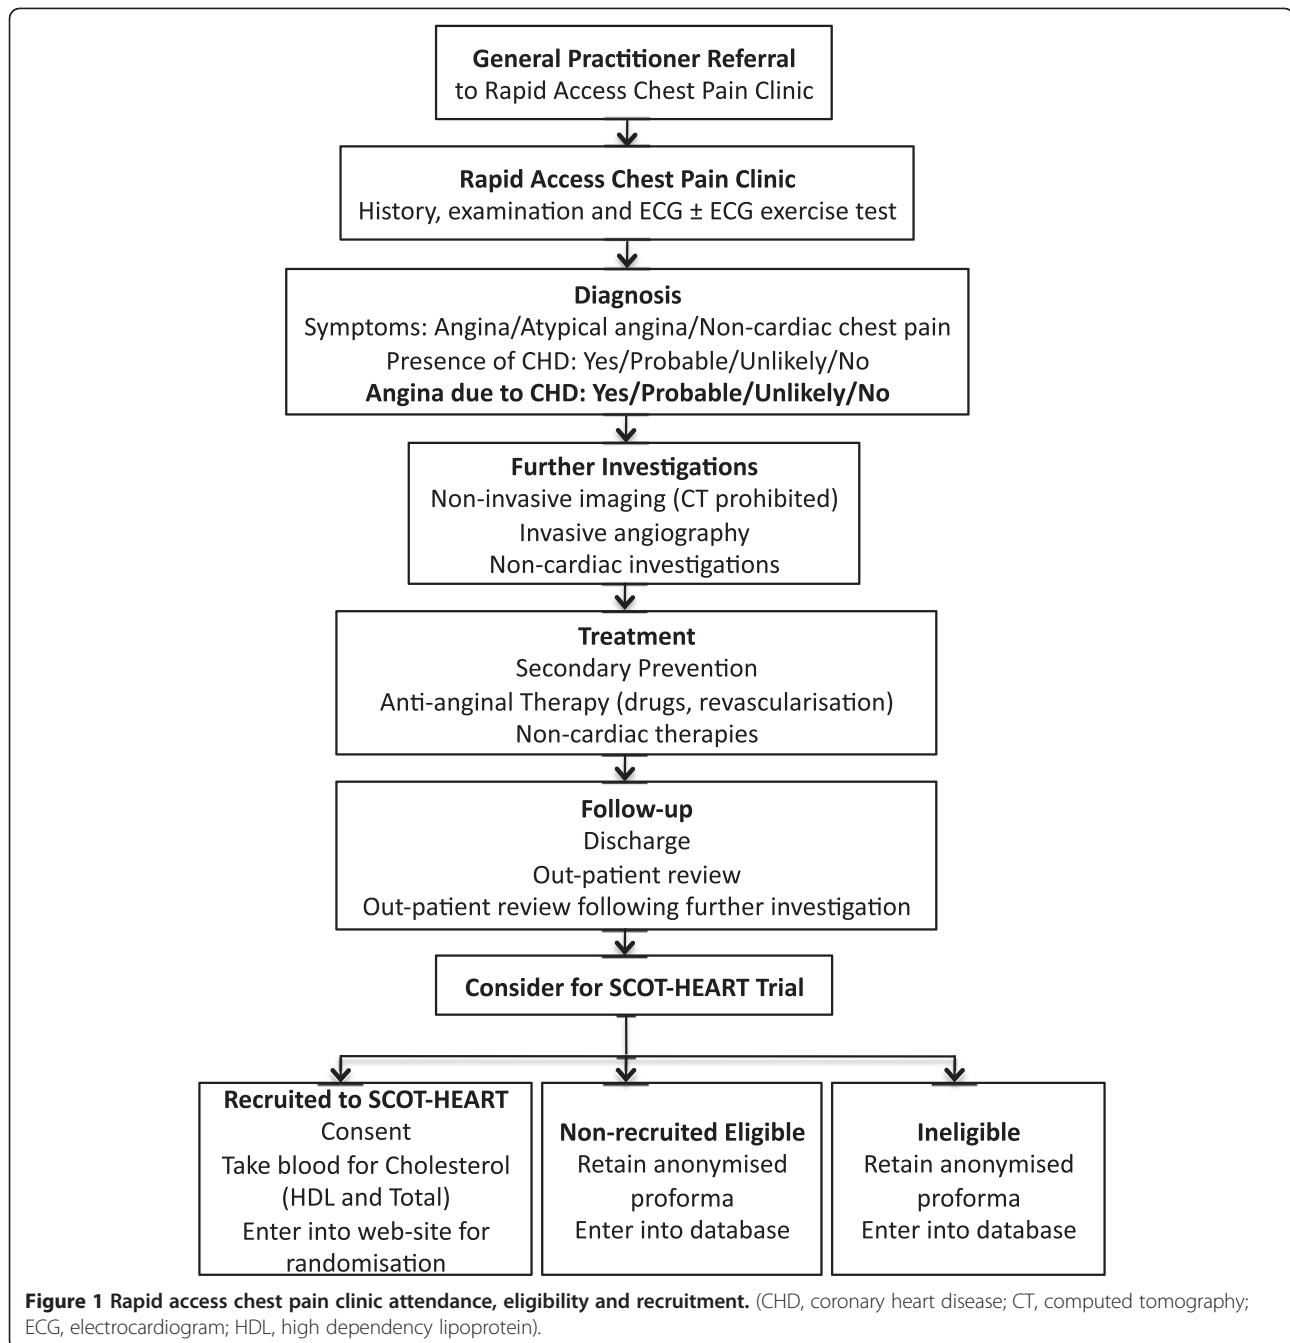 General Practitioner Referral
to Rapid Access Chest Pain Clinic
Rapid Access Chest Pain Clinic
History, examination and ECG ± ECG exercise test
Diagnosis
Symptoms: Angina/Atypical angina/Non-cardiac chest pain
Presence of CHD: Yes/Probable/Unlikely/No
Angina due to CHD: Yes/Probable/Unlikely/No
Further Investigations
Non-invasive imaging (CT prohibited)
Invasive angiography
Non-cardiac investigations
Treatment
Secondary Prevention
Anti-anginal Therapy (drugs, revascularisation)
Non-cardiac therapies
Follow-up
Discharge
Out-patient review
Out-patient review following further investigation
Consider for SCOT-HEART Trial
Recruited to SCOT-HEART
Consent
Take blood for Cholesterol
(HDL and Total)
Enter into web-site for
randomisation
Non-recruited Eligible
Retain anonymised
proforma
Enter into database
Ineligible
Retain anonymised
proforma
Enter into database
Figure 1 Rapid access chest pain clinic attendance, eligibility and recruitment. (CHD, coronary heart disease; CT, computed tomography;
ECG, electrocardiogram; HDL, high dependency lipoprotein).